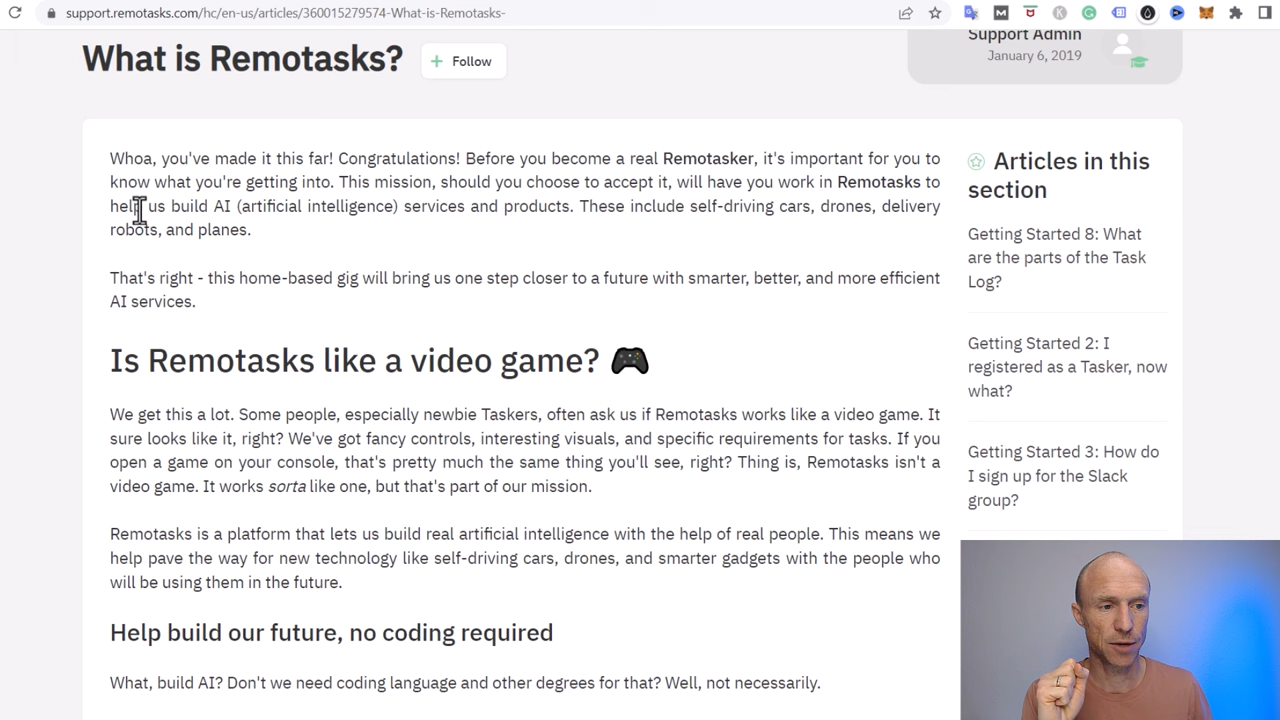 support.remotasks.com/hc/en-us/articles/360015279574-What-is-Remotasks-
What is Remotasks?
+ Follow
Support Admin
January 6, 2019
Whoa, you've made it this far! Congratulations! Before you become a real Remotasker, it's important for you to
know what you're getting into. This mission, should you choose to accept it, will have you work in Remotasks to
help us build AI (artificial intelligence) services and products. These include self-driving cars, drones, delivery
robots, and planes.
That's right - this home-based gig will bring us one step closer to a future with smarter, better, and more efficient
AI services.
Is Remotasks like a video game? 🎮
We get this a lot. Some people, especially newbie Taskers, often ask us if Remotasks works like a video game. It
sure looks like it, right? We've got fancy controls, interesting visuals, and specific requirements for tasks. If you
open a game on your console, that's pretty much the same thing you'll see, right? Thing is, Remotasks isn't a
video game. It works sorta like one, but that's part of our mission.
Remotasks is a platform that lets us build real artificial intelligence with the help of real people. This means we
help pave the way for new technology like self-driving cars, drones, and smarter gadgets with the people who
will be using them in the future.
Help build our future, no coding required
What, build AI? Don't we need coding language and other degrees for that? Well, not necessarily.
Articles in this
section
Getting Started 8: What
are the parts of the Task
Log?
Getting Started 2: I
registered as a Tasker, now
what?
Getting Started 3: How do
I sign up for the Slack
group?